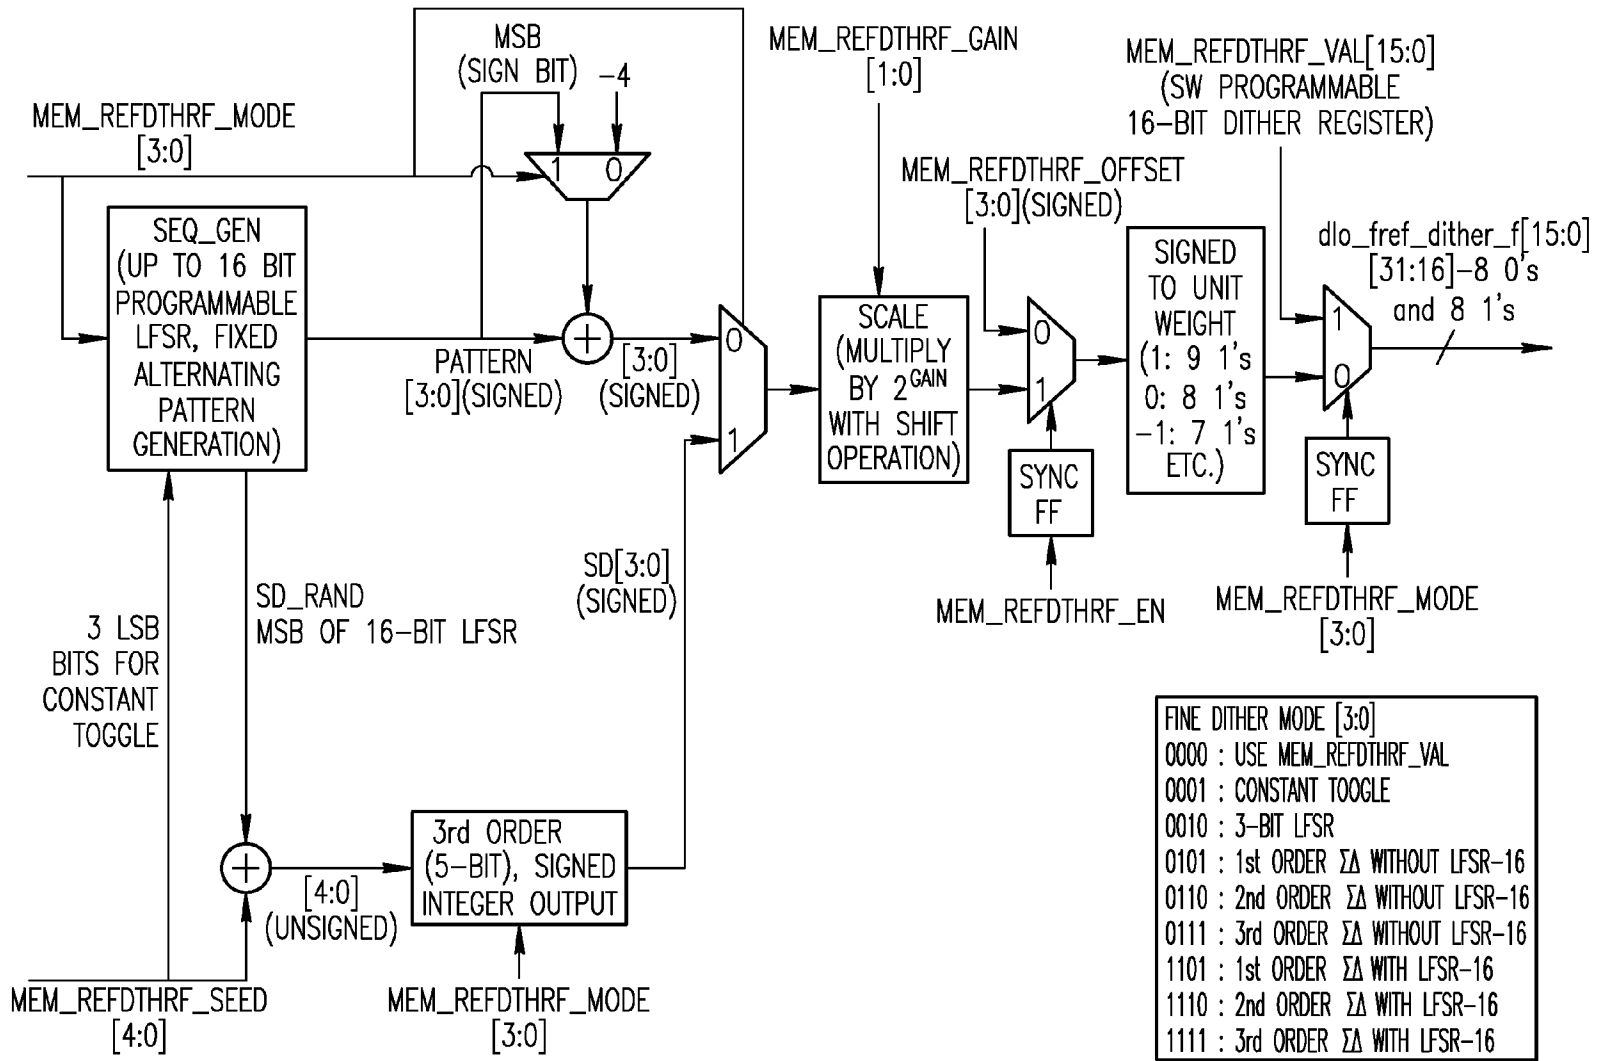 MSB
(SIGN BIT)
-4
MEM_REFDTHRF_GAIN
[1:0]
MEM_REFDTHRF_VAL[15:0]
(SW PROGRAMMABLE
16-BIT DITHER REGISTER)
MEM_REFDTHRF_MODE
[3:0]
1
0
MEM_REFDTHRF_OFFSET
[3:0](SIGNED)
SEQ_GEN
(UP TO 16 BIT
PROGRAMMABLE
LFSR, FIXED
ALTERNATING
PATTERN
GENERATION)
PATTERN
[3:0](SIGNED)
+
[3:0]
(SIGNED)
0
1
SCALE
(MULTIPLY
BY 2^GAIN
WITH SHIFT
OPERATION)
0
1
SYNC
FF
MEM_REFDTHRF_EN
SIGNED
TO UNIT
WEIGHT
(1: 9 1's
0: 8 1's
-1: 7 1's
ETC.)
1
0
dlo_fref_dither_f[15:0]
[31:16]-8 0's
and 8 1's
SYNC
FF
MEM_REFDTHRF_MODE
[3:0]
3 LSB
BITS FOR
CONSTANT
TOGGLE
SD_RAND
MSB OF 16-BIT LFSR
SD[3:0]
(SIGNED)
+
[4:0]
(UNSIGNED)
3rd ORDER
(5-BIT), SIGNED
INTEGER OUTPUT
MEM_REFDTHRF_SEED
[4:0]
MEM_REFDTHRF_MODE
[3:0]
FINE DITHER MODE [3:0]
0000 : USE MEM_REFDTHRF_VAL
0001 : CONSTANT TOOGLE
0010 : 3-BIT LFSR
0101 : 1st ORDER ΣΔ WITHOUT LFSR-16
0110 : 2nd ORDER ΣΔ WITHOUT LFSR-16
0111 : 3rd ORDER ΣΔ WITHOUT LFSR-16
1101 : 1st ORDER ΣΔ WITH LFSR-16
1110 : 2nd ORDER ΣΔ WITH LFSR-16
1111 : 3rd ORDER ΣΔ WITH LFSR-16